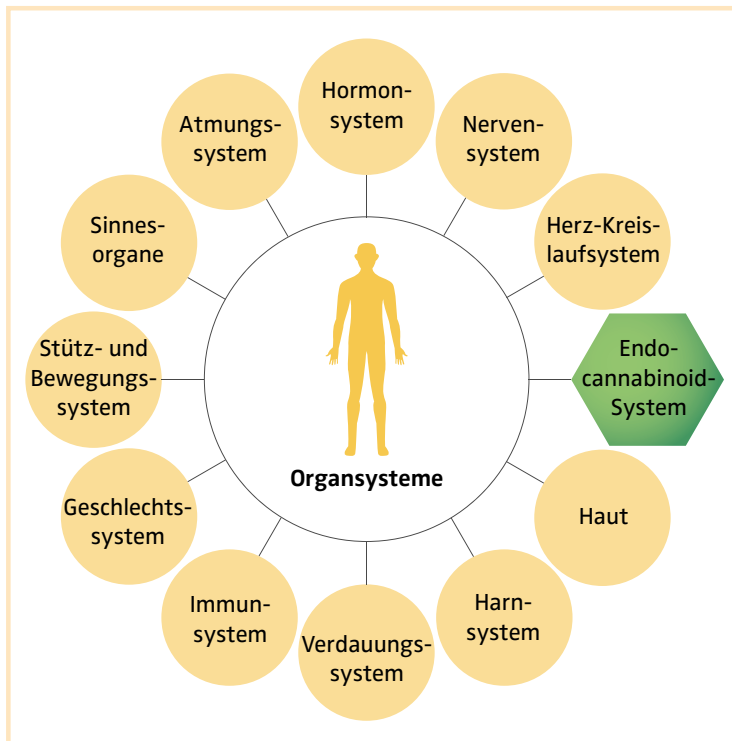 Hormon-
system
Nerven-
system
Herz-Kreis-
laufsystem
Endo-
cannabinoid-
System
Haut
Harn-
system
Verdauungs-
system
Immun-
system
Geschlechts-
system
Stütz- und
Bewegungs-
system
Sinnes-
organe
Atmungs-
system
Organsysteme